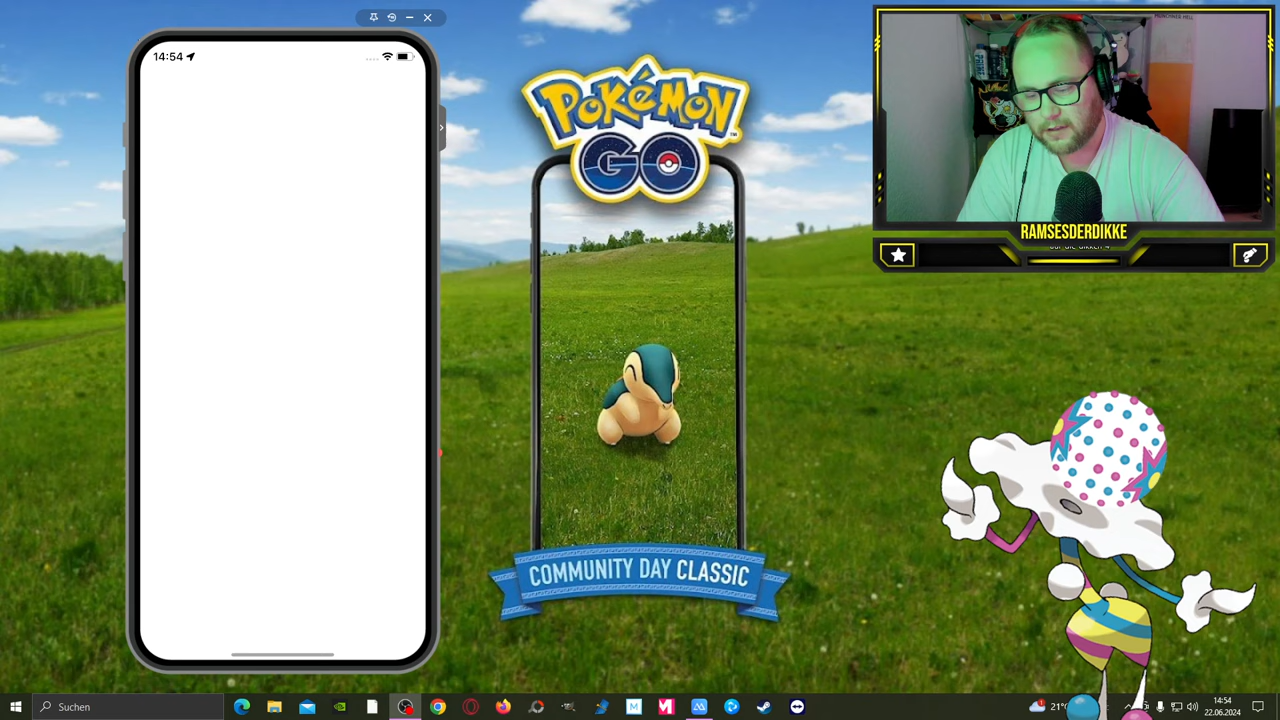 14:54
POKÉMON
GO
COMMUNITY DAY CLASSIC
RAMSESDERDIKKE
Suchen
21°
14:54
22.06.2024